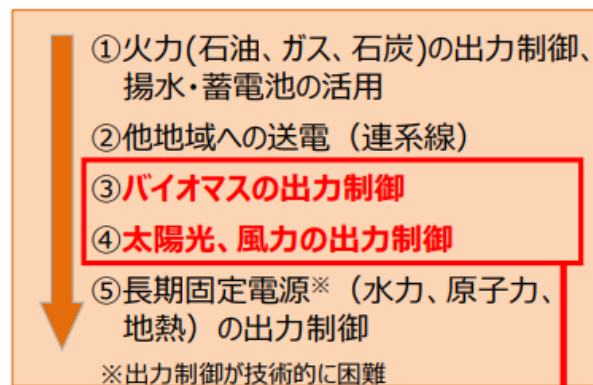 ①火力(石油、ガス、石炭)の出力制御、
揚水・蓄電池の活用
②他地域への送電（連系線）
③バイオマスの出力制御
④太陽光、風力の出力制御
⑤長期固定電源※（水力、原子力、
地熱）の出力制御
※出力制御が技術的に困難